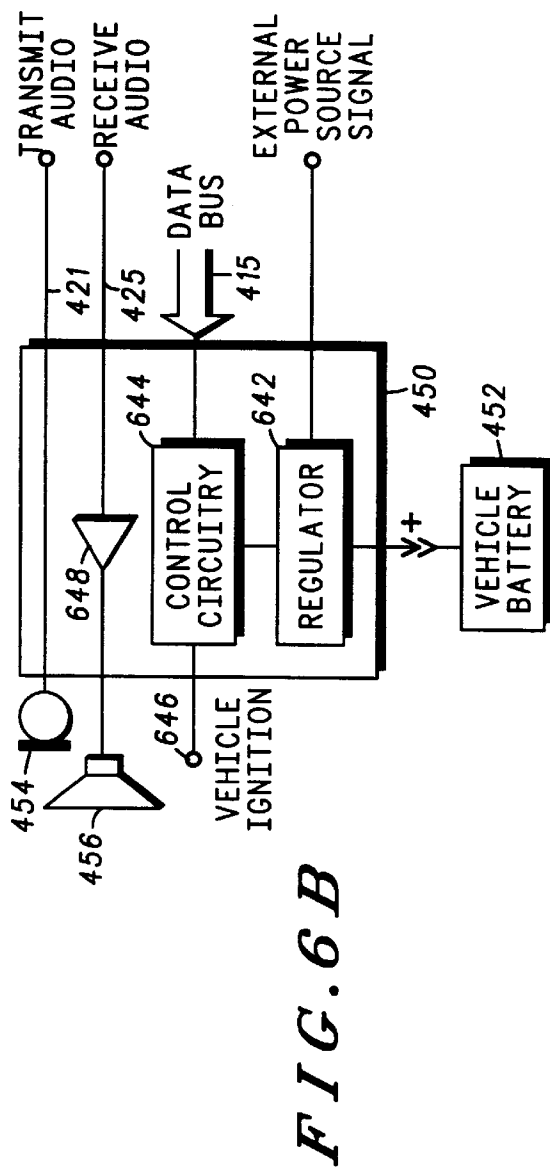 TRANSMIT
AUDIO
RECEIVE
AUDIO
421
425
DATA
BUS
415
EXTERNAL
POWER
SOURCE
SIGNAL
454
456
648
644
CONTROL
CIRCUITRY
646
VEHICLE
IGNITION
642
REGULATOR
450
+
452
VEHICLE
BATTERY
FIG.6B